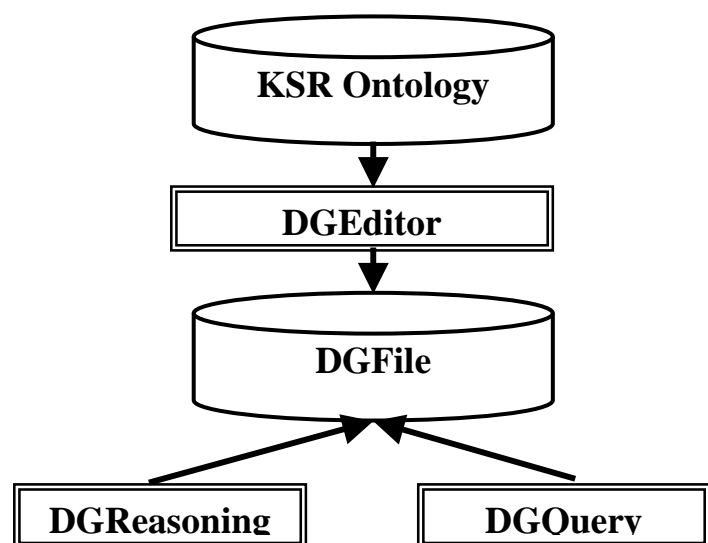 KSR Ontology
DGEditor
DGFile
DGReasoning
DGQuery